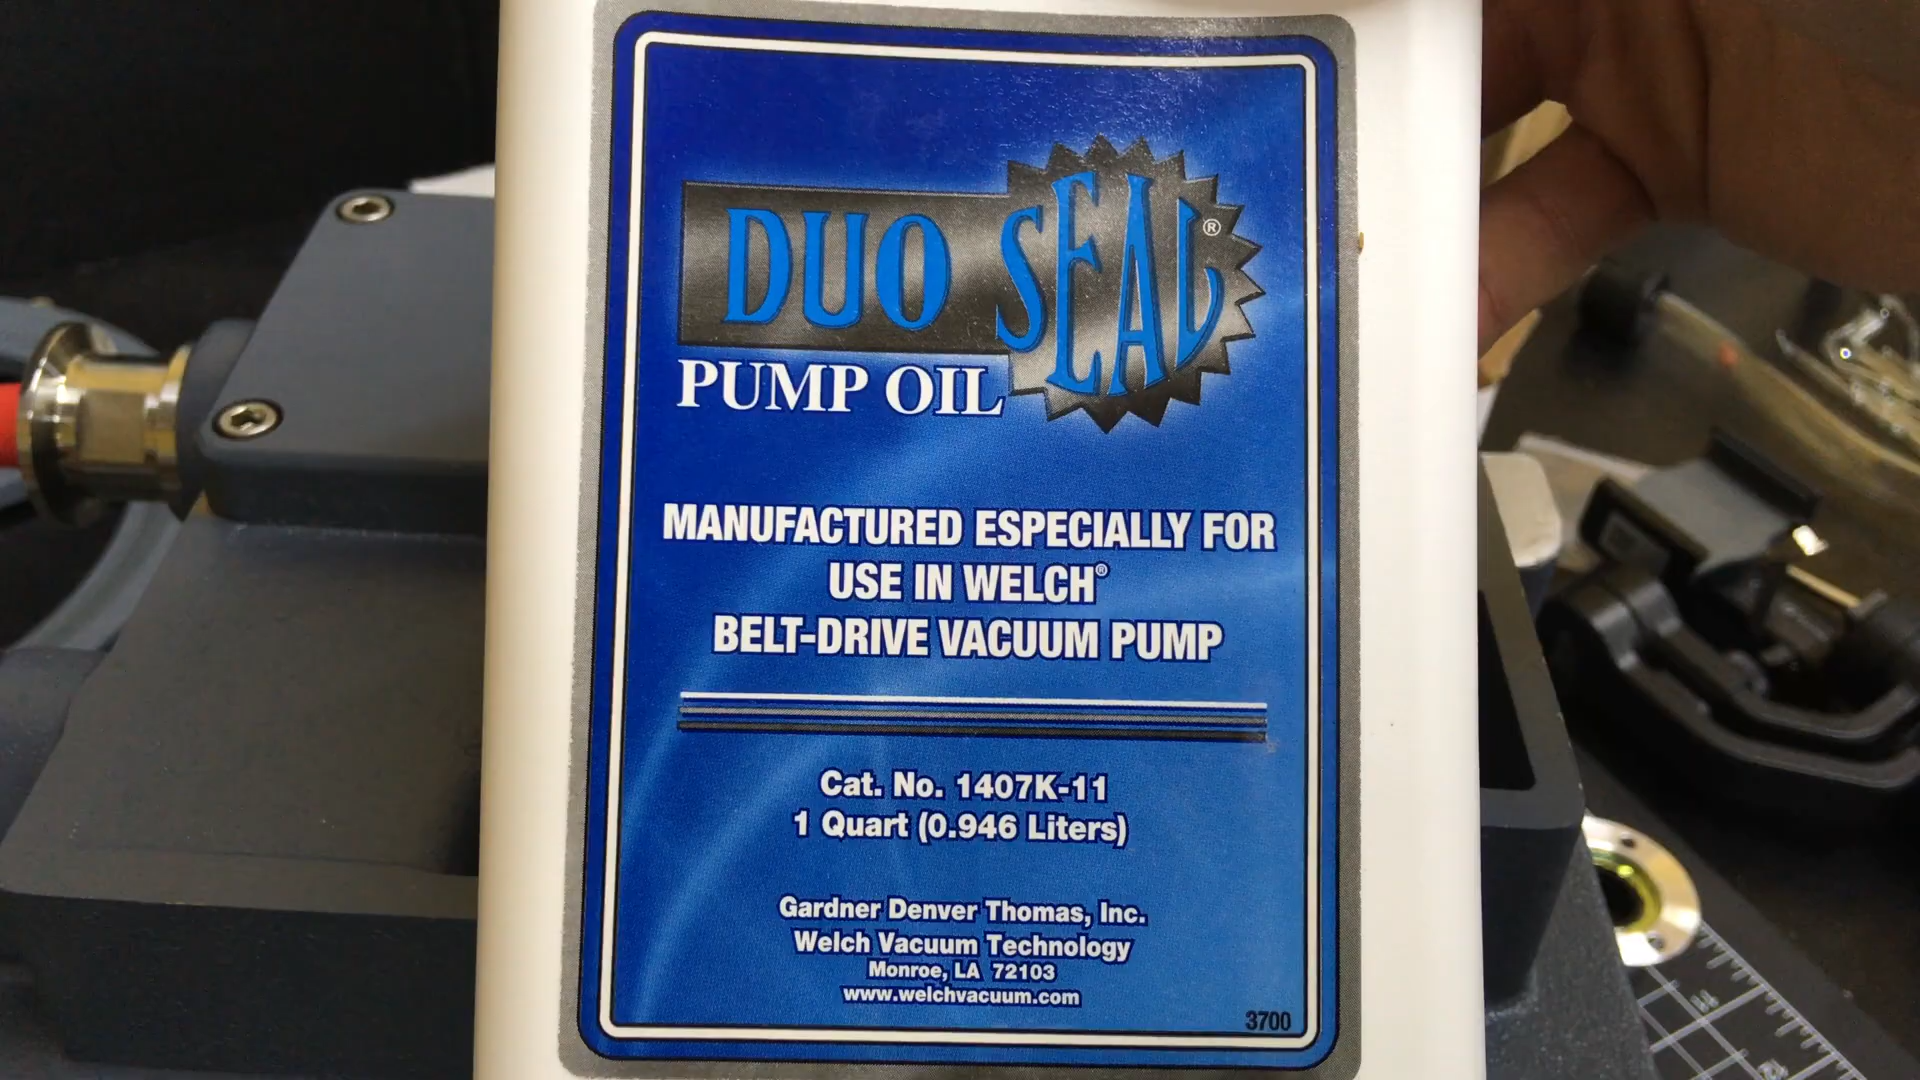 DUO SEAL®
PUMP OIL
MANUFACTURED ESPECIALLY FOR
USE IN WELCH®
BELT-DRIVE VACUUM PUMP
Cat. No. 1407K-11
1 Quart (0.946 Liters)
Gardner Denver Thomas, Inc.
Welch Vacuum Technology
Monroe, LA 72103
www.welchvacuum.com
3700